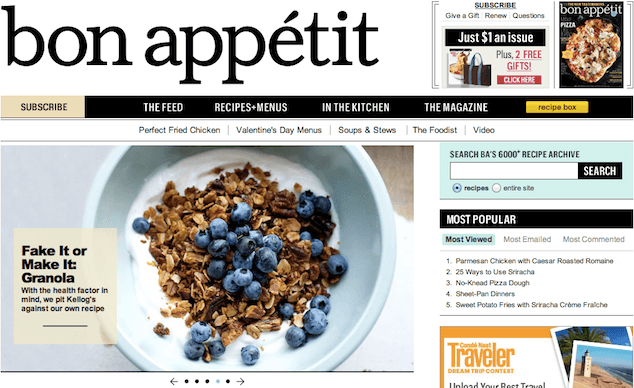 bon appétit
SUBSCRIBE
Give a Gift Renew Questions
Just $1 an issue
Plus, 2 FREE
GIFTS!
CLICK HERE
bon appétit
PIZZA
SUBSCRIBE THE FEED RECIPES+MENUS IN THE KITCHEN THE MAGAZINE recipe box
Perfect Fried Chicken | Valentine's Day Menus | Soups & Stews | The Foodist | Video
Fake It or
Make It:
Granola
With the health factor in
mind, we pit Kellog's
against our own recipe
SEARCH BA'S 6000+ RECIPE ARCHIVE
SEARCH
recipes entire site
MOST POPULAR
Most Viewed Most Emailed Most Commented
1. Parmesan Chicken with Caesar Roasted Romaine
2. 25 Ways to Use Sriracha
3. No-Knead Pizza Dough
4. Sheet-Pan Dinners
5. Sweet Potato Fries with Sriracha Crème Fraîche
Condé Nast
Traveler
DREAM TRIP CONTEST
Upload Your Best Travel